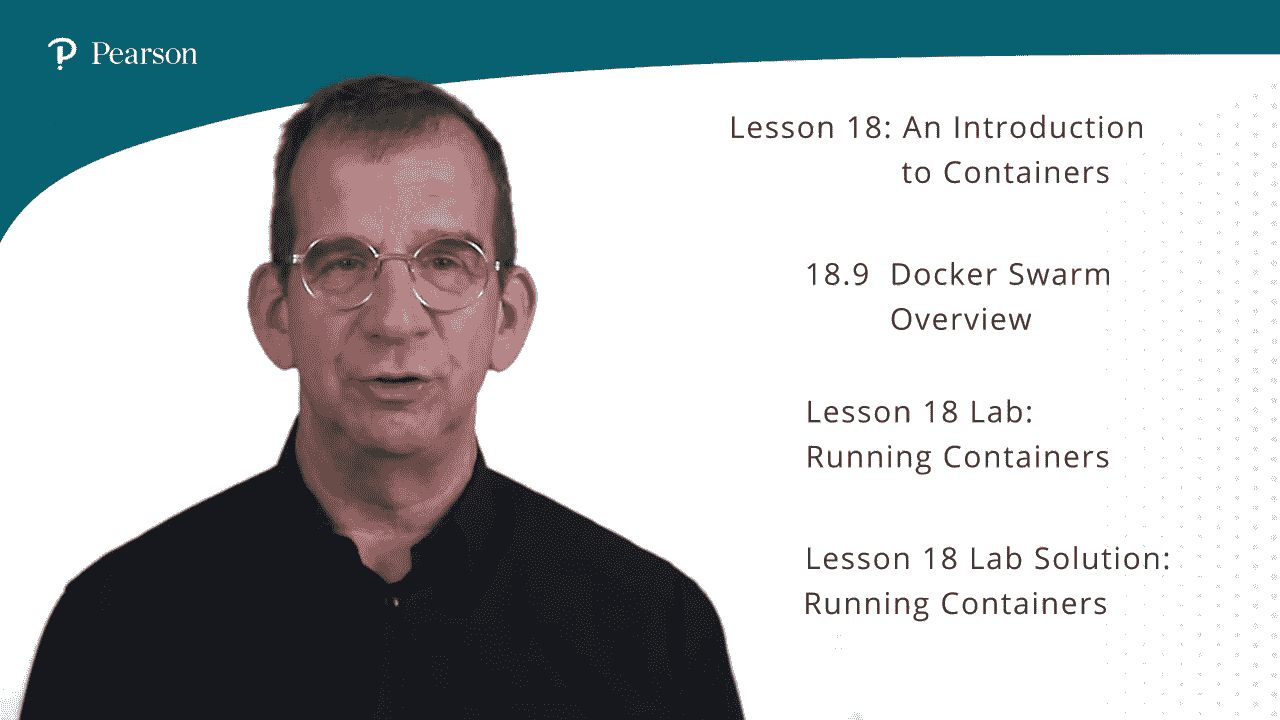 Pearson
Lesson 18: An Introduction
to Containers
18.9 Docker Swarm
Overview
Lesson 18 Lab:
Running Containers
Lesson 18 Lab Solution:
Running Containers